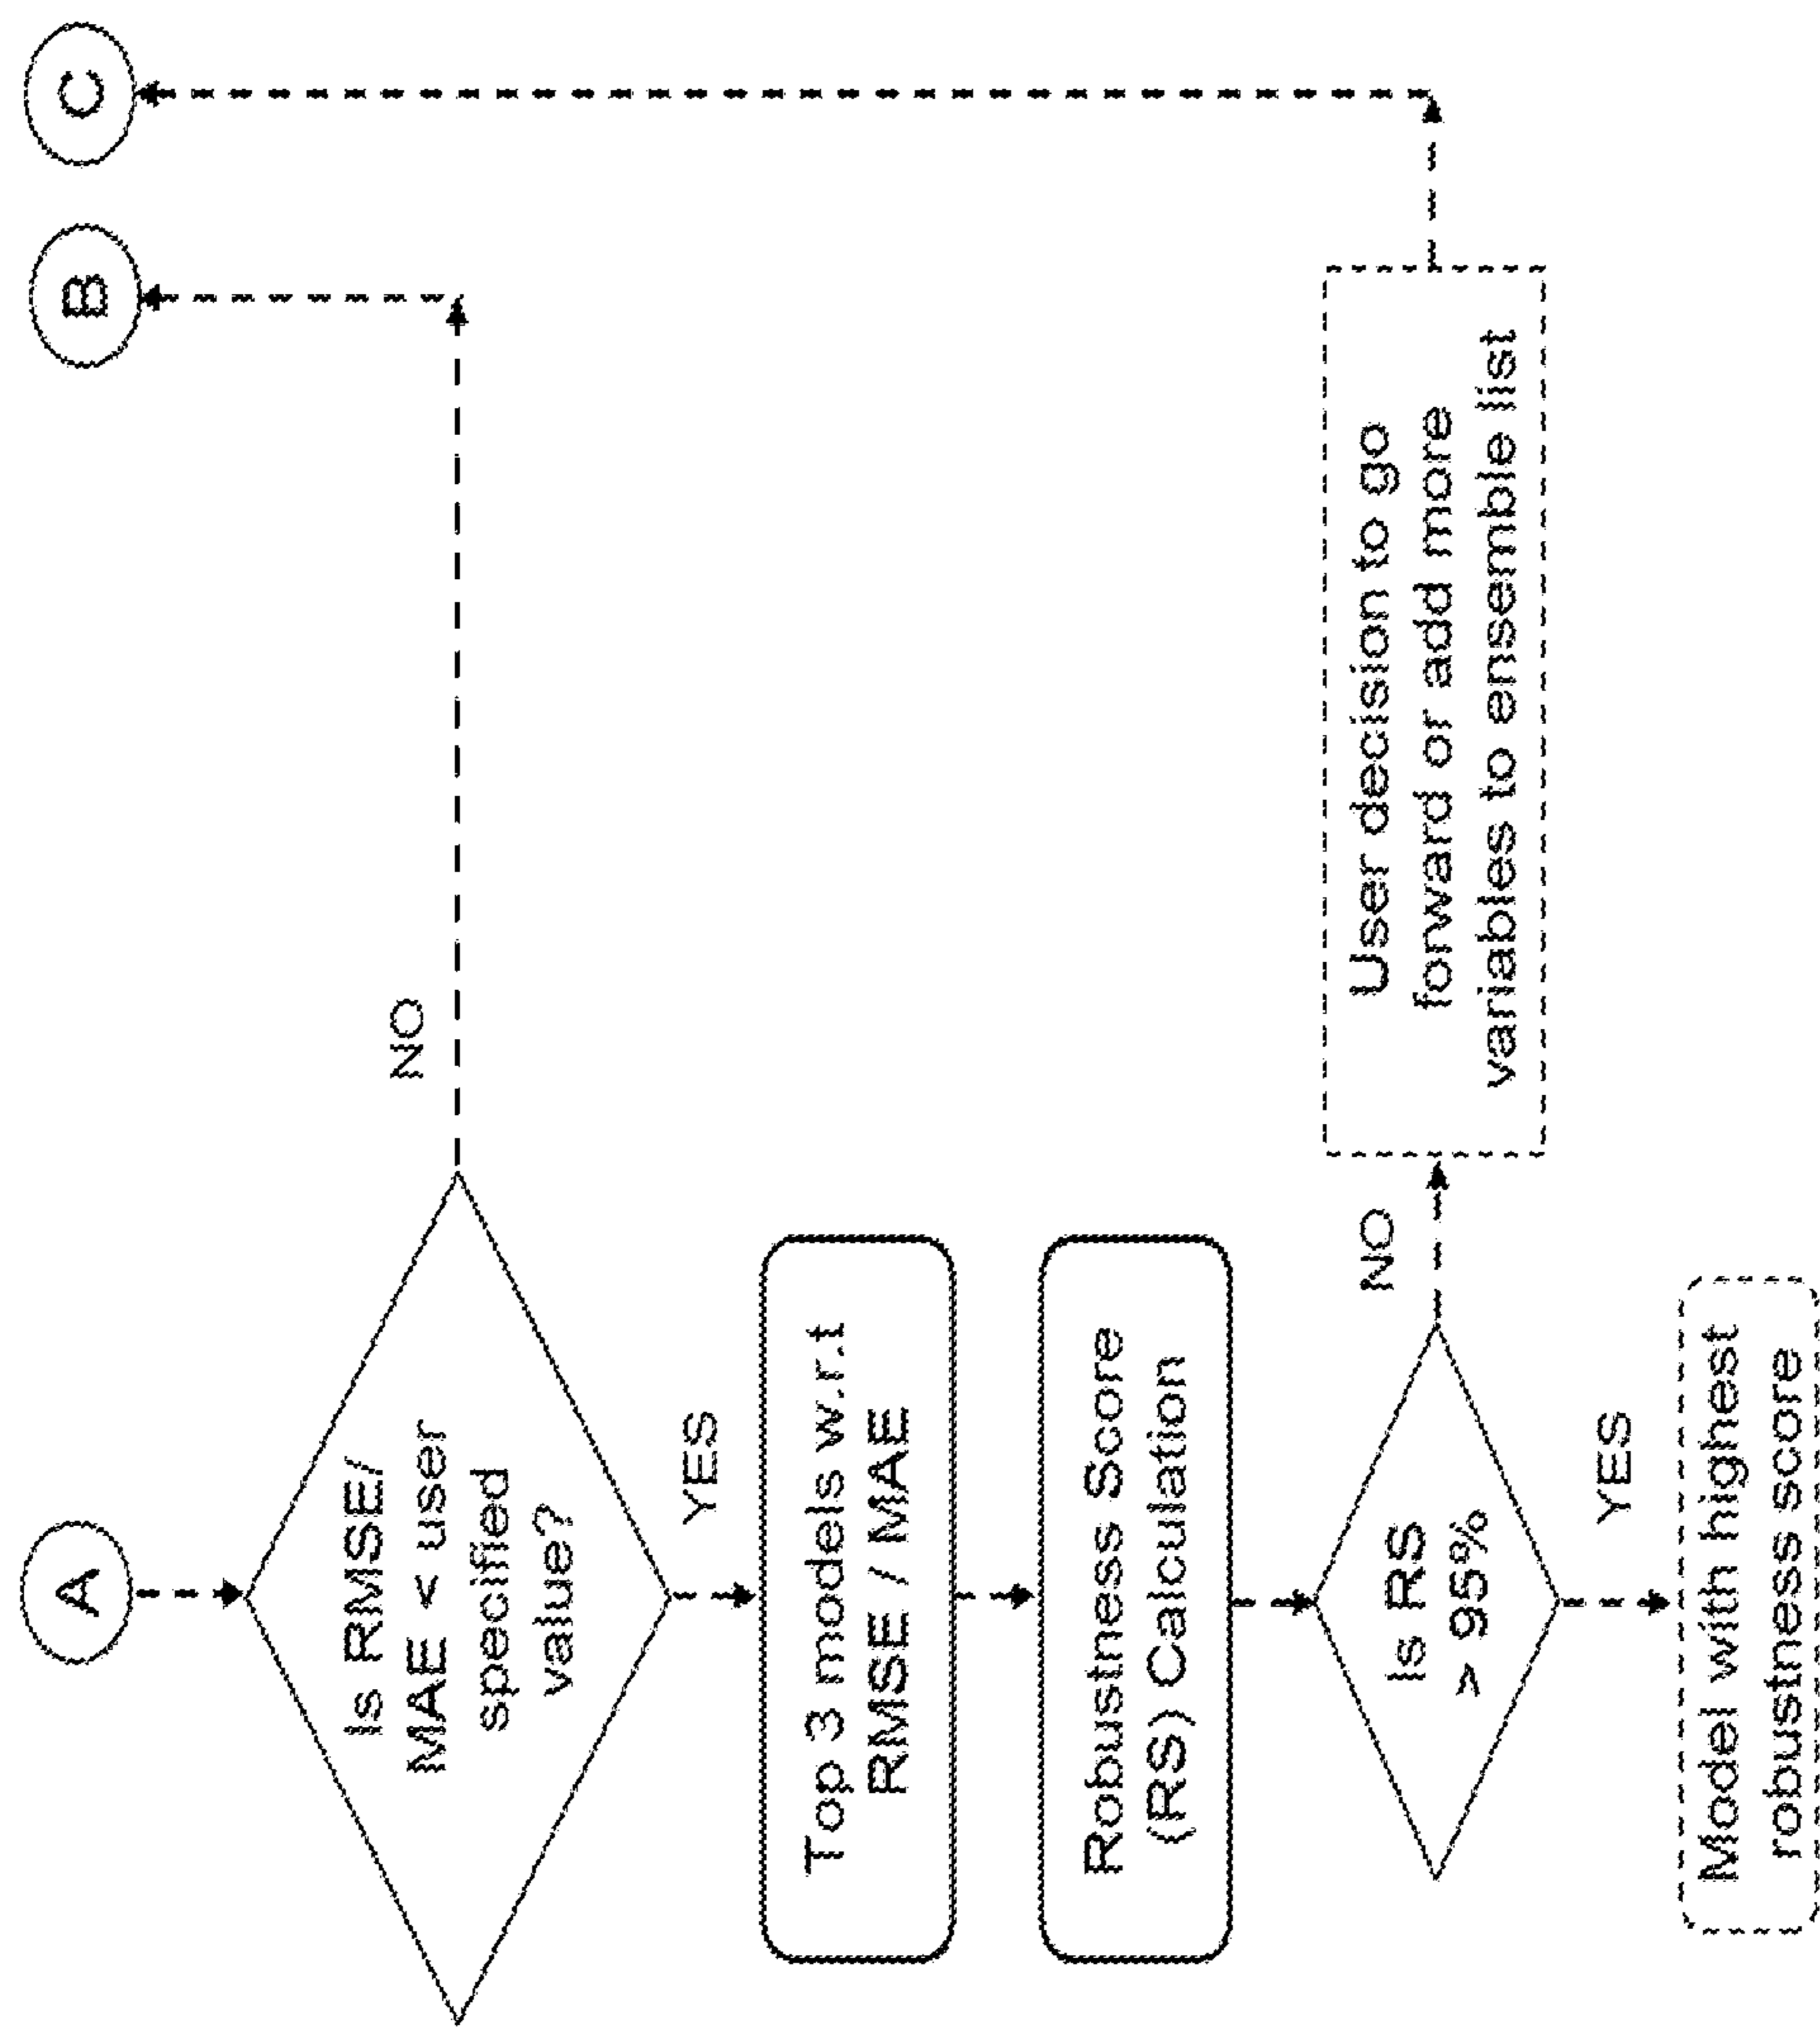 A
B
C
Is RMSE/
MAE < user
specified
value?
NO
YES
Top 3 models w.r.t
RMSE / MAE
Robustness Score
(RS) Calculation
Is RS
> 95%
NO
User decision to go
forward or add more
variables to ensemble list
YES
Model with highest
robustness score